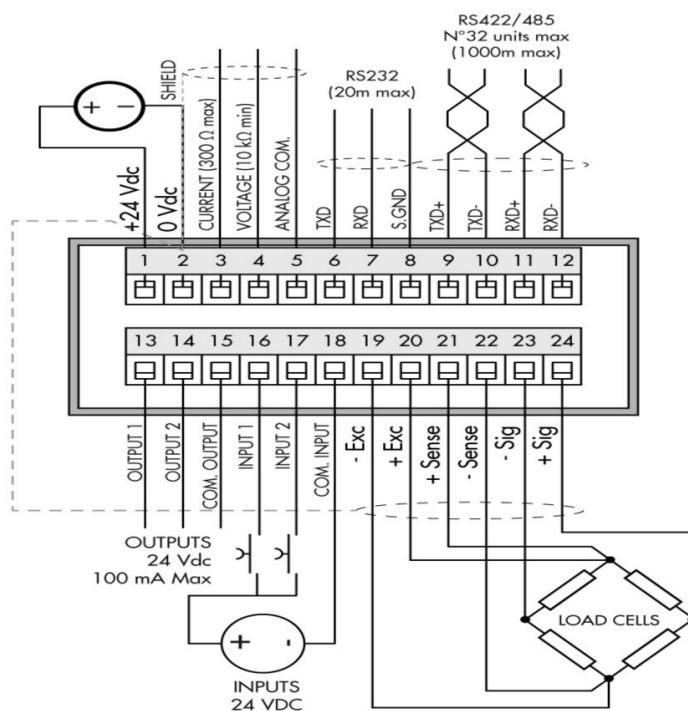 RS422/485
N°32 units max
(1000m max)
RS232
(20m max)
SHIELD
+ −
+24 Vdc
0 Vdc
CURRENT (300 Ω max)
VOLTAGE (10 kΩ min)
ANALOG COM.
TXD
RXD
S.GND
TXD+
TXD-
RXD+
RXD-
1 2 3 4 5 6 7 8 9 10 11 12
13 14 15 16 17 18 19 20 21 22 23 24
OUTPUT 1
OUTPUT 2
COM. OUTPUT
INPUT 1
INPUT 2
COM. INPUT
- Exc
+ Exc
+ Sense
- Sense
- Sig
+ Sig
OUTPUTS
24 Vdc
100 mA Max
LOAD CELLS
+ -
INPUTS
24 VDC